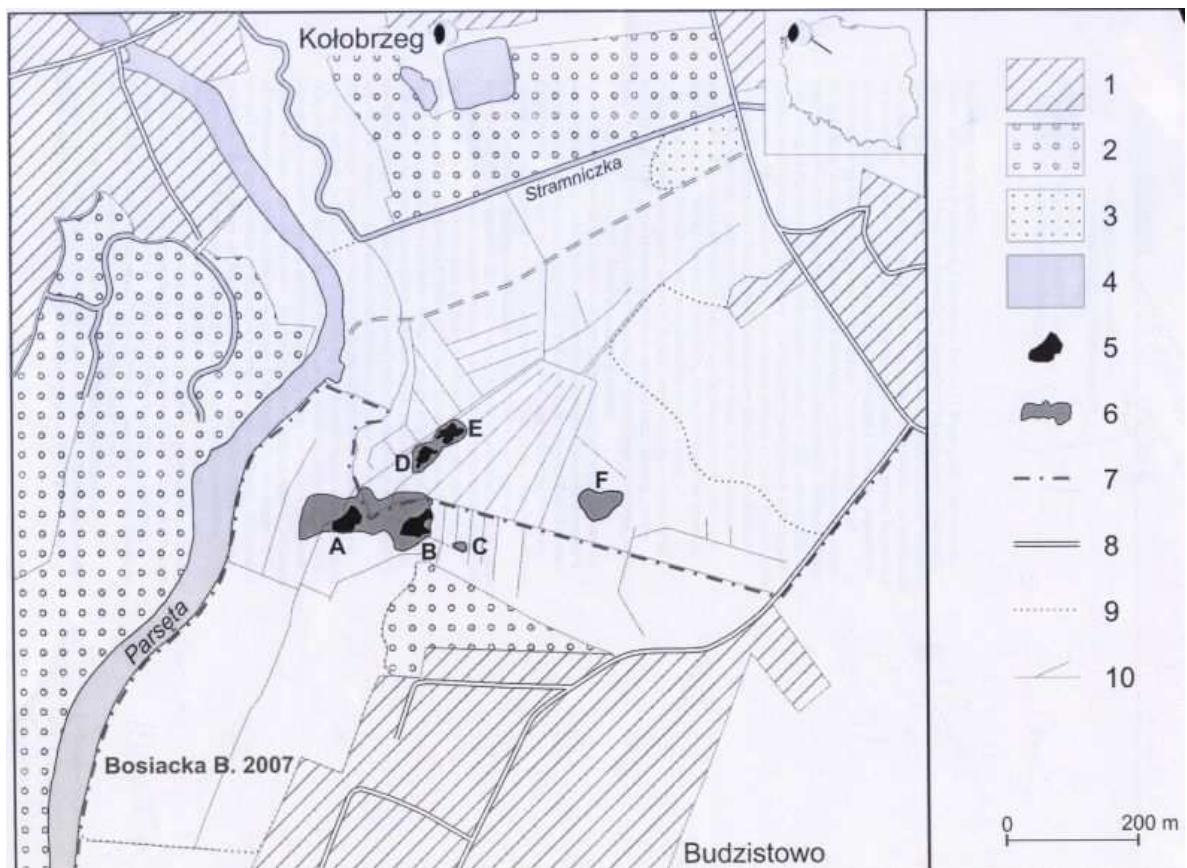 Kołobrzeg
Stramniczka
E
D
F
A
B
C
Parsęta
Bosiacka B. 2007
Budzistowo
1
2
3
4
5
6
7
8
9
10
0
200 m